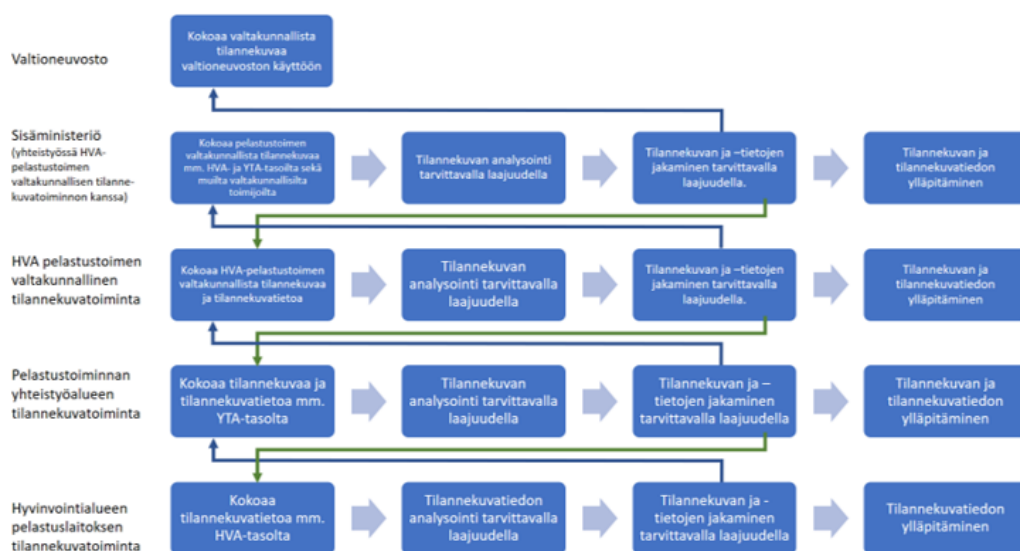 Valtioneuvosto
Kokoaa valtakunnallista
tilannekuvaa
valtioneuvoston käyttöön
Sisäministeriö
(yhteistyössä HVA-
pelastustoimen
valtakunnallisen tilanne-
kuvatoiminnon kanssa)
Kokoaa pelastustoimen
valtakunnallista tilannekuvaa
mm. HVA- ja YTA-tasoilta sekä
muilta valtakunnallisilta
toimijoilta
Tilannekuvan analysointi
tarvittavalla laajuudella
Tilannekuvan ja –tietojen
jakaminen tarvittavalla
laajuudella.
Tilannekuvan ja
tilannekuvatiedon
ylläpitäminen
HVA pelastustoimen
valtakunnallinen
tilannekuvatoiminta
Kokoaa HVA-pelastustoimen
valtakunnallista tilannekuvaa
ja tilannekuvatietoa
Tilannekuvan
analysointi tarvittavalla
laajuudella
Tilannekuvan ja –tietojen
jakaminen tarvittavalla
laajuudella.
Tilannekuvan ja
tilannekuvatiedon
ylläpitäminen
Pelastustoiminnan
yhteistyöalueen
tilannekuvatoiminta
Kokoaa tilannekuvaa ja
tilannekuvatietoa mm.
YTA-tasolta
Tilannekuvan
analysointi tarvittavalla
laajuudella
Tilannekuvan ja –
tietojen jakaminen
tarvittavalla laajuudella
Tilannekuvan ja
tilannekuvatiedon
ylläpitäminen
Hyvinvointialueen
pelastuslaitoksen
tilannekuvatoiminta
Kokoaa
tilannekuvatietoa mm.
HVA-tasolta
Tilannekuvatiedon
analysointi tarvittavalla
laajuudella
Tilannekuvan ja -
tietojen jakaminen
tarvittavalla laajuudella
Tilannekuvatiedon
ylläpitäminen